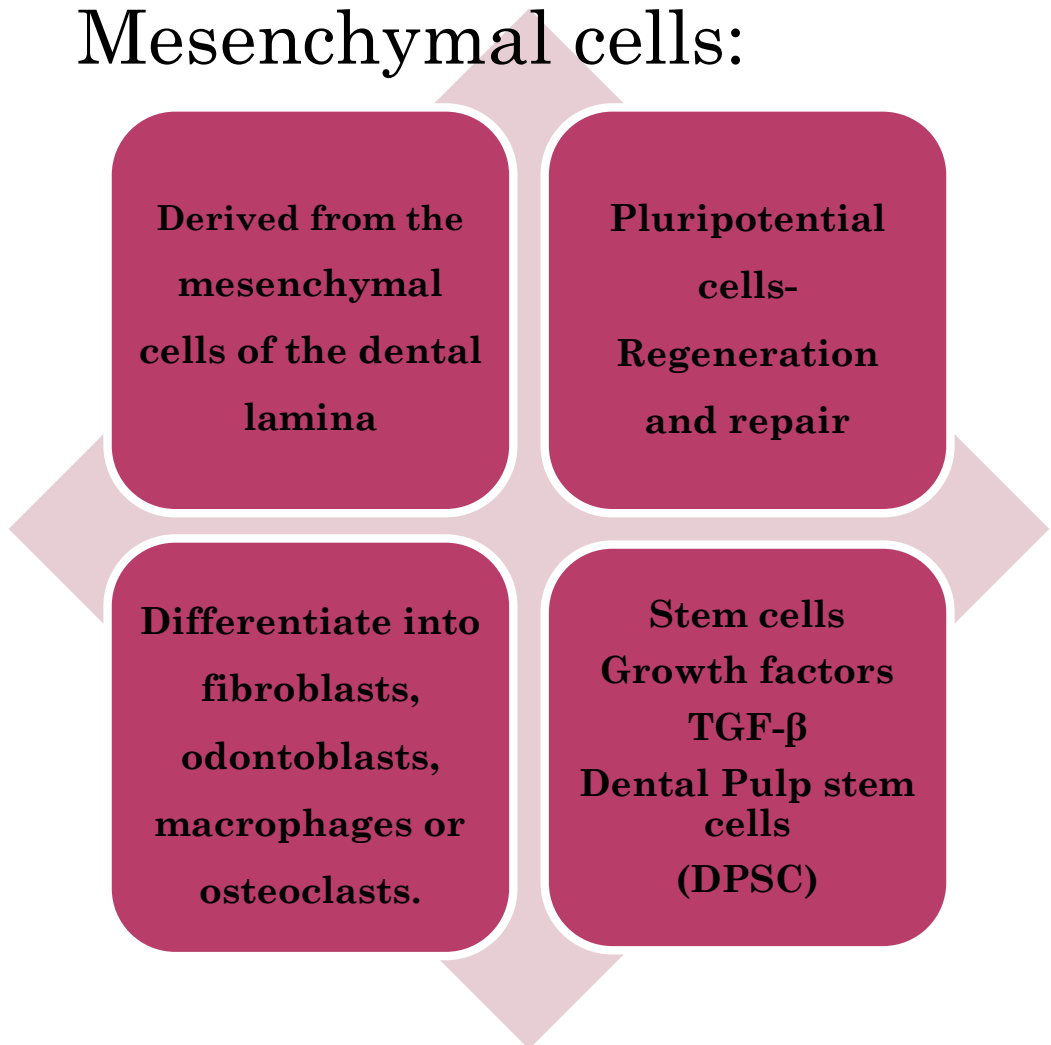 Mesenchymal cells:
Derived from the
mesenchymal
cells of the dental
lamina
Pluripotential
cells-
Regeneration
and repair
Differentiate into
fibroblasts,
odontoblasts,
macrophages or
osteoclasts.
Stem cells
Growth factors
TGF-β
Dental Pulp stem
cells
(DPSC)